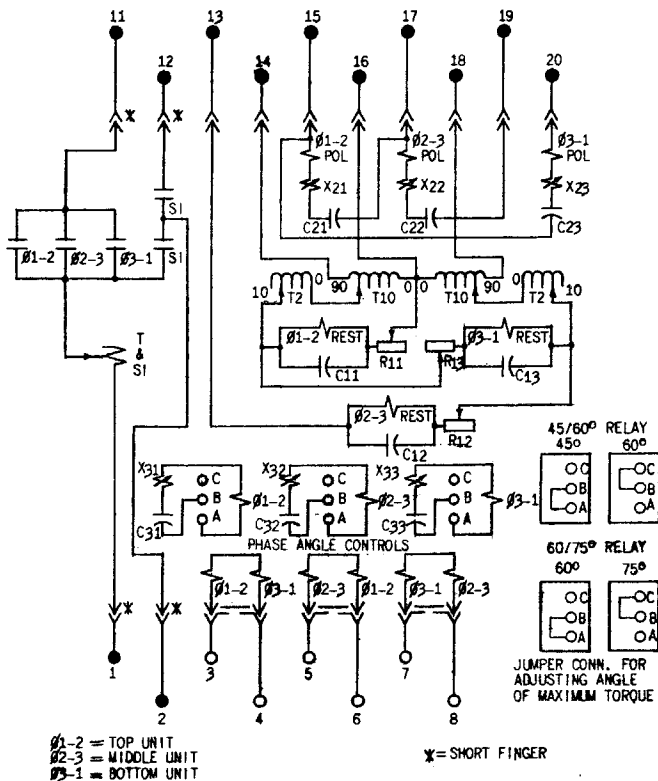 11 13 15 17 19
12 14 16 18 20
* *
Ø1-2 POL Ø2-3 POL Ø3-1 POL
X21 X22 X23
SI
C21 C22 C23
Ø1-2 Ø2-3 Ø3-1 SI
10 T2 0 90 T10 0 0 T10 90 0 T2 10
Ø1-2 REST Ø3-1 REST
T & SI
C11 R11 R13 C13
Ø2-3 REST
C12 R12
45/60° RELAY
45° 60°
C C
B B
A A
X31 C Ø1-2 X32 C Ø2-3 X33 C Ø3-1
B B B
C31 A C32 A C33 A
PHASE ANGLE CONTROLS
60/75° RELAY
60° 75°
C C
B B
A A
Ø1-2 Ø3-1 Ø2-3 Ø1-2 Ø3-1 Ø2-3
* *
JUMPER CONN. FOR
ADJUSTING ANGLE
OF MAXIMUM TORQUE
1 3 5 7
2 4 6 8
Ø1-2 = TOP UNIT
Ø2-3 = MIDDLE UNIT
Ø3-1 = BOTTOM UNIT
*=SHORT FINGER